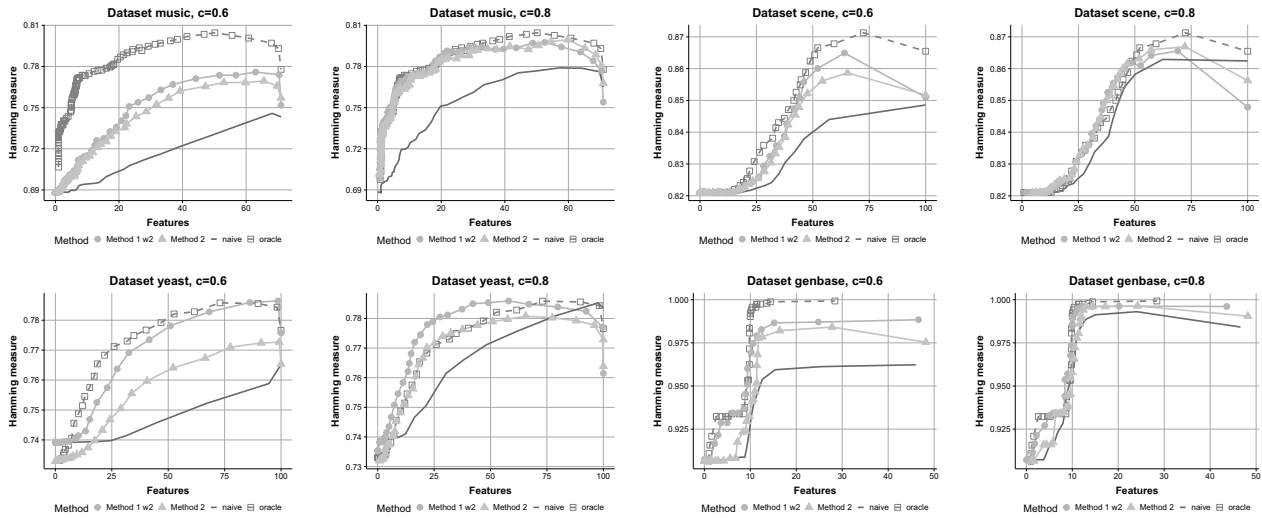 Dataset music, c=0.6
0.81
0.78
0.75
0.72
0.69
Hamming measure
0 20 40 60
Features
Method Method 1 w2 Method 2 naive oracle
Dataset music, c=0.8
0.81
0.78
0.75
0.72
0.69
Hamming measure
0 20 40 60
Features
Method Method 1 w2 Method 2 naive oracle
Dataset scene, c=0.6
0.87
0.86
0.85
0.84
0.83
0.82
Hamming measure
0 25 50 75 100
Features
Method Method 1 w2 Method 2 naive oracle
Dataset scene, c=0.8
0.87
0.86
0.85
0.84
0.83
0.82
Hamming measure
0 25 50 75 100
Features
Method Method 1 w2 Method 2 naive oracle
Dataset yeast, c=0.6
0.78
0.77
0.76
0.75
0.74
Hamming measure
0 25 50 75 100
Features
Method Method 1 w2 Method 2 naive oracle
Dataset yeast, c=0.8
0.78
0.77
0.76
0.75
0.74
0.73
Hamming measure
0 25 50 75 100
Features
Method Method 1 w2 Method 2 naive oracle
Dataset genbase, c=0.6
1.000
0.975
0.950
0.925
Hamming measure
0 10 20 30 40 50
Features
Method Method 1 w2 Method 2 naive oracle
Dataset genbase, c=0.8
1.000
0.975
0.950
0.925
Hamming measure
0 10 20 30 40 50
Features
Method Method 1 w2 Method 2 naive oracle